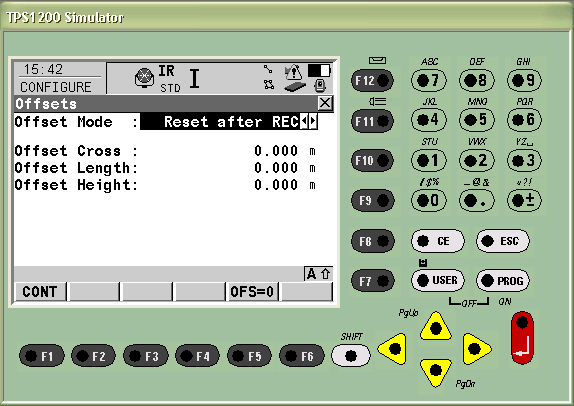 TPS1200 Simulator
15:42
CONFIGURE
IR
STD
I
Offsets
Offset Mode : Reset after REC
Offset Cross : 0.000 m
Offset Length: 0.000 m
Offset Height: 0.000 m
A
CONT OFS=0
F12 ABC 7 DEF 8 GHI 9
F11 JKL 4 MNO 5 PQR 6
F10 STU 1 VWX 2 YZ 3
F9 /$% 0 _@& . *?! ±
F8 CE ESC
F7 USER PROG
OFF ON
PgUp
F1 F2 F3 F4 F5 F6 SHIFT
PgDn